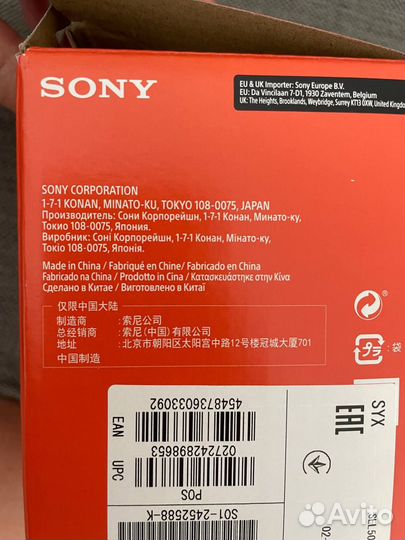 SONY
EU & UK Importer: Sony Europe B.V.
EU: Da Vincilaan 7-D1, 1930 Zaventem, Belgium
UK: The Heights, Brooklands, Weybridge, Surrey KT13 0XW, United Kingdo
SONY CORPORATION
1-7-1 KONAN, MINATO-KU, TOKYO 108-0075, JAPAN
Производитель: Сони Корпорейшн, 1-7-1 Конан, Минато-ку,
Токио 108-0075, Япония.
Виробник: Соні Корпорейшн, 1-7-1 Конан, Мінато-ку,
Токіо 108-0075, Японія.
Made in China / Fabriqué en Chine / Fabricado en China
Fabricado na China / Prodotto in Cina / Κατασκευάστηκε στην Κίνα
Сделано в Китае / Виготовлено в Китаї
仅限中国大陆
制造商 : 索尼公司
总经销商 : 索尼(中国)有限公司
地址 : 北京市朝阳区太阳宫中路12号楼冠城大厦701
中国制造
プラ
: 袋
4548736033092
EAN
027242898653
UPC
POS
S01-2452588-K
SYX
EAC
02-
Avito